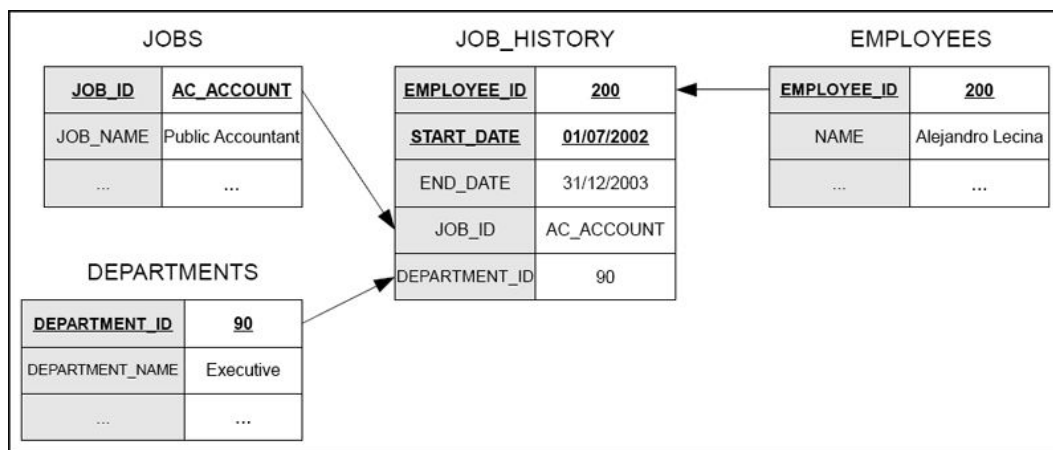 JOBS
JOB_ID AC_ACCOUNT
JOB_NAME Public Accountant
... ...
JOB_HISTORY
EMPLOYEE_ID 200
START_DATE 01/07/2002
END_DATE 31/12/2003
JOB_ID AC_ACCOUNT
DEPARTMENT_ID 90
EMPLOYEES
EMPLOYEE_ID 200
NAME Alejandro Lecina
... ...
DEPARTMENTS
DEPARTMENT_ID 90
DEPARTMENT_NAME Executive
... ...